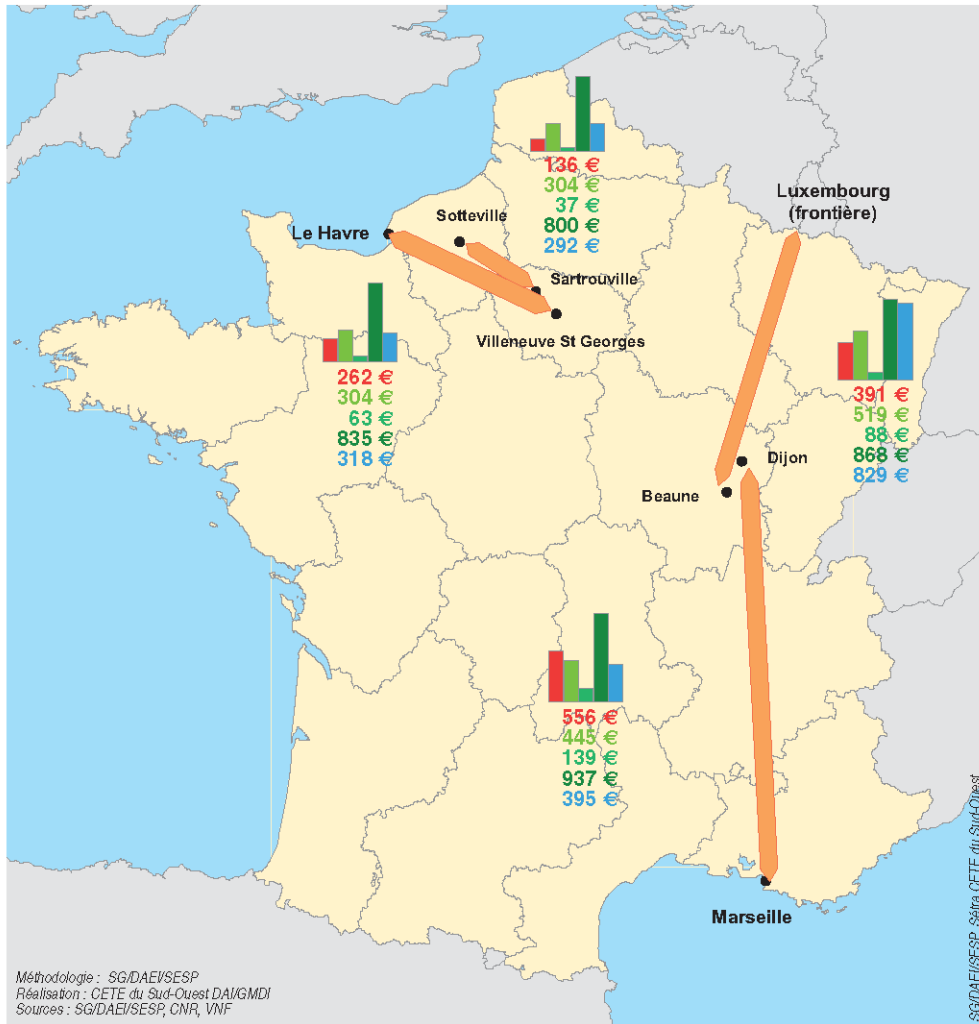 136 €
304 €
37 €
800 €
292 €
Luxembourg
(frontière)
Sotteville
Le Havre
Sartrouville
Villeneuve St Georges
262 €
304 €
63 €
835 €
318 €
391 €
519 €
88 €
868 €
829 €
Dijon
Beaune
556 €
445 €
139 €
937 €
395 €
Marseille
Méthodologie : SG/DAEI/SESP
Réalisation : CETE du Sud-Ouest DAI/GMDI
Sources : SG/DAEI/SESP, CNR, VNF
SG/DAEI/SESP, Sétra CETE du Sud-Ouest